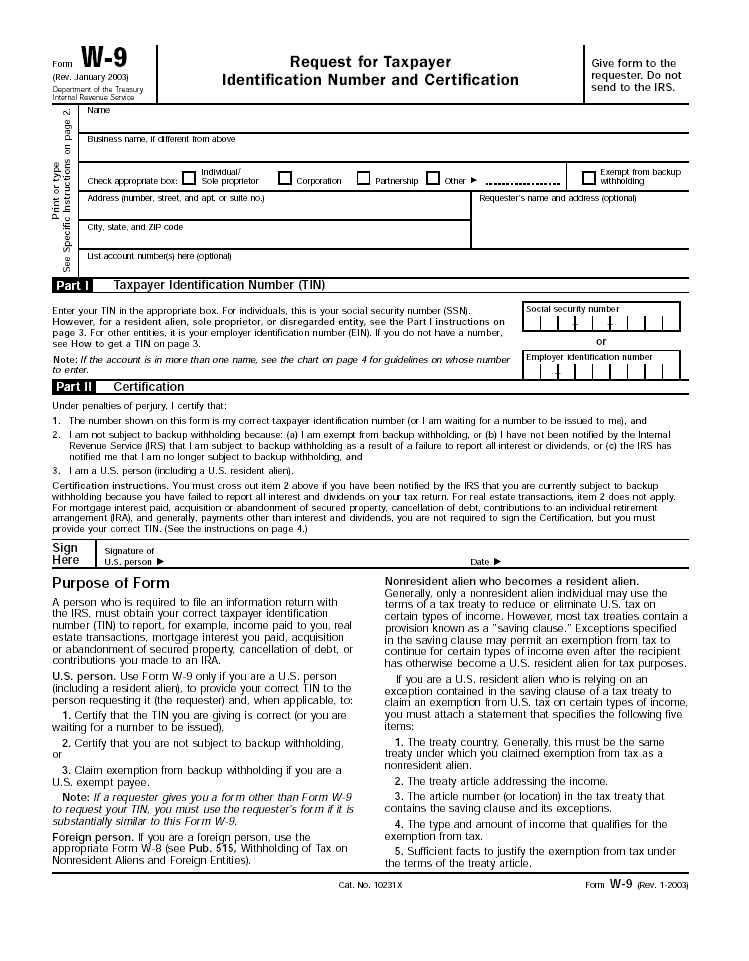 Form W-9
(Rev. January 2003)
Department of the Treasury
Internal Revenue Service
Request for Taxpayer
Identification Number and Certification
Give form to the
requester. Do not
send to the IRS.
Print or type
See Specific Instructions on page 2.
Name
Business name, if different from above
Check appropriate box:
Individual/
Sole proprietor
Corporation
Partnership
Other ▶
Exempt from backup
withholding
Address (number, street, and apt. or suite no.)
Requester's name and address (optional)
City, state, and ZIP code
List account number(s) here (optional)
Part I Taxpayer Identification Number (TIN)
Enter your TIN in the appropriate box. For individuals, this is your social security number (SSN).
However, for a resident alien, sole proprietor, or disregarded entity, see the Part I instructions on
page 3. For other entities, it is your employer identification number (EIN). If you do not have a number,
see How to get a TIN on page 3.
Note: If the account is in more than one name, see the chart on page 4 for guidelines on whose number
to enter.
Social security number
or
Employer identification number
Part II Certification
Under penalties of perjury, I certify that:
1. The number shown on this form is my correct taxpayer identification number (or I am waiting for a number to be issued to me), and
2. I am not subject to backup withholding because: (a) I am exempt from backup withholding, or (b) I have not been notified by the Internal
Revenue Service (IRS) that I am subject to backup withholding as a result of a failure to report all interest or dividends, or (c) the IRS has
notified me that I am no longer subject to backup withholding, and
3. I am a U.S. person (including a U.S. resident alien).
Certification instructions. You must cross out item 2 above if you have been notified by the IRS that you are currently subject to backup
withholding because you have failed to report all interest and dividends on your tax return. For real estate transactions, item 2 does not apply.
For mortgage interest paid, acquisition or abandonment of secured property, cancellation of debt, contributions to an individual retirement
arrangement (IRA), and generally, payments other than interest and dividends, you are not required to sign the Certification, but you must
provide your correct TIN. (See the instructions on page 4.)
Sign
Here
Signature of
U.S. person ▶
Date ▶
Purpose of Form
A person who is required to file an information return with
the IRS, must obtain your correct taxpayer identification
number (TIN) to report, for example, income paid to you, real
estate transactions, mortgage interest you paid, acquisition
or abandonment of secured property, cancellation of debt, or
contributions you made to an IRA.
U.S. person. Use Form W-9 only if you are a U.S. person
(including a resident alien), to provide your correct TIN to the
person requesting it (the requester) and, when applicable, to:
1. Certify that the TIN you are giving is correct (or you are
waiting for a number to be issued),
2. Certify that you are not subject to backup withholding,
or
3. Claim exemption from backup withholding if you are a
U.S. exempt payee.
Note: If a requester gives you a form other than Form W-9
to request your TIN, you must use the requester's form if it is
substantially similar to this Form W-9.
Foreign person. If you are a foreign person, use the
appropriate Form W-8 (see Pub. 515, Withholding of Tax on
Nonresident Aliens and Foreign Entities).
Nonresident alien who becomes a resident alien.
Generally, only a nonresident alien individual may use the
terms of a tax treaty to reduce or eliminate U.S. tax on
certain types of income. However, most tax treaties contain a
provision known as a "saving clause." Exceptions specified
in the saving clause may permit an exemption from tax to
continue for certain types of income even after the recipient
has otherwise become a U.S. resident alien for tax purposes.
If you are a U.S. resident alien who is relying on an
exception contained in the saving clause of a tax treaty to
claim an exemption from U.S. tax on certain types of income,
you must attach a statement that specifies the following five
items:
1. The treaty country. Generally, this must be the same
treaty under which you claimed exemption from tax as a
nonresident alien.
2. The treaty article addressing the income.
3. The article number (or location) in the tax treaty that
contains the saving clause and its exceptions.
4. The type and amount of income that qualifies for the
exemption from tax.
5. Sufficient facts to justify the exemption from tax under
the terms of the treaty article.
Cat. No. 10231X
Form W-9 (Rev. 1-2003)